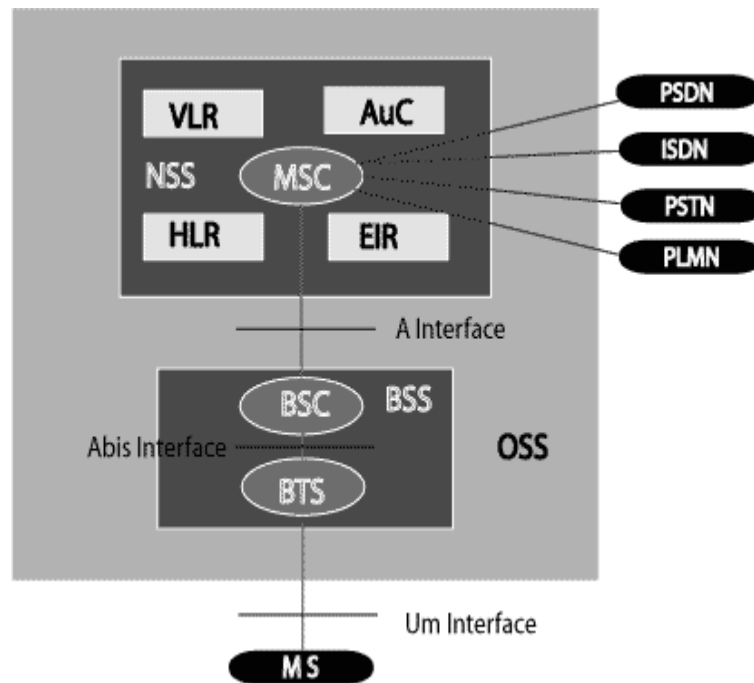 VLR
AuC
NSS
MSC
HLR
EIR
PSDN
ISDN
PSTN
PLMN
A Interface
BSC
BSS
Abis Interface
BTS
OSS
Um Interface
MS